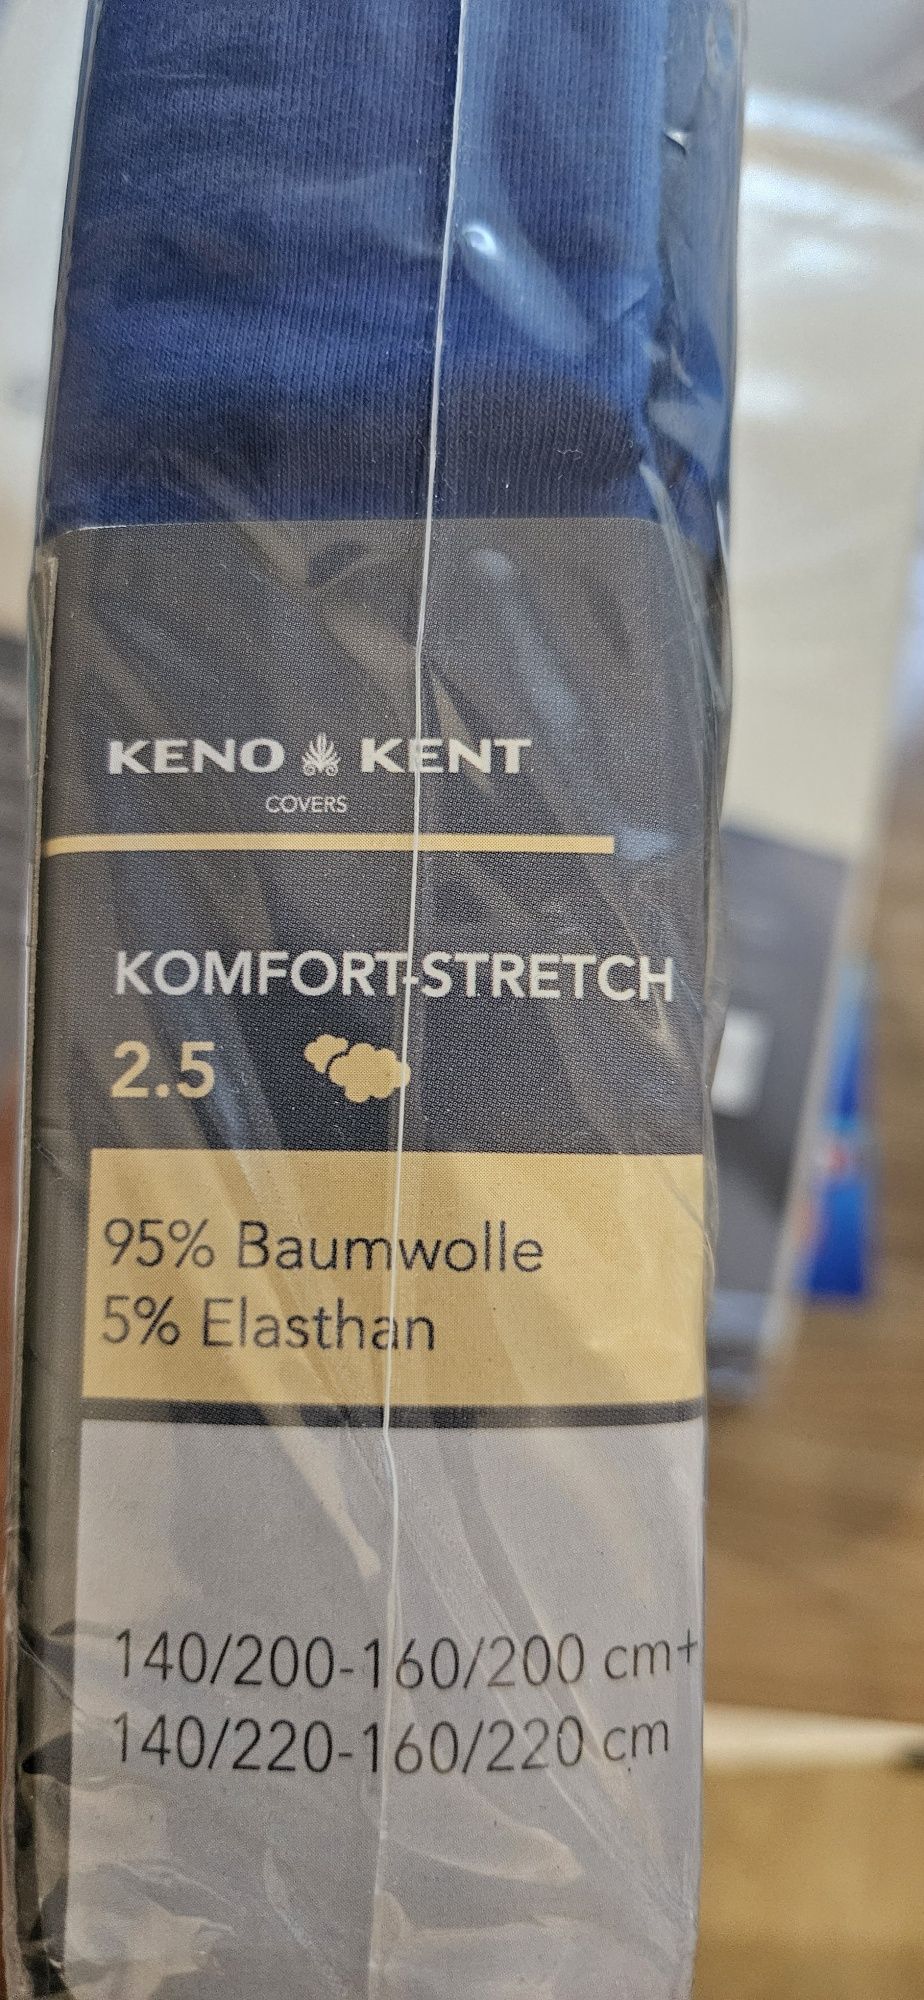 KENO KENT
COVERS
KOMFORT-STRETCH
2.5
95% Baumwolle
5% Elasthan
140/200-160/200 cm+
140/220-160/220 cm